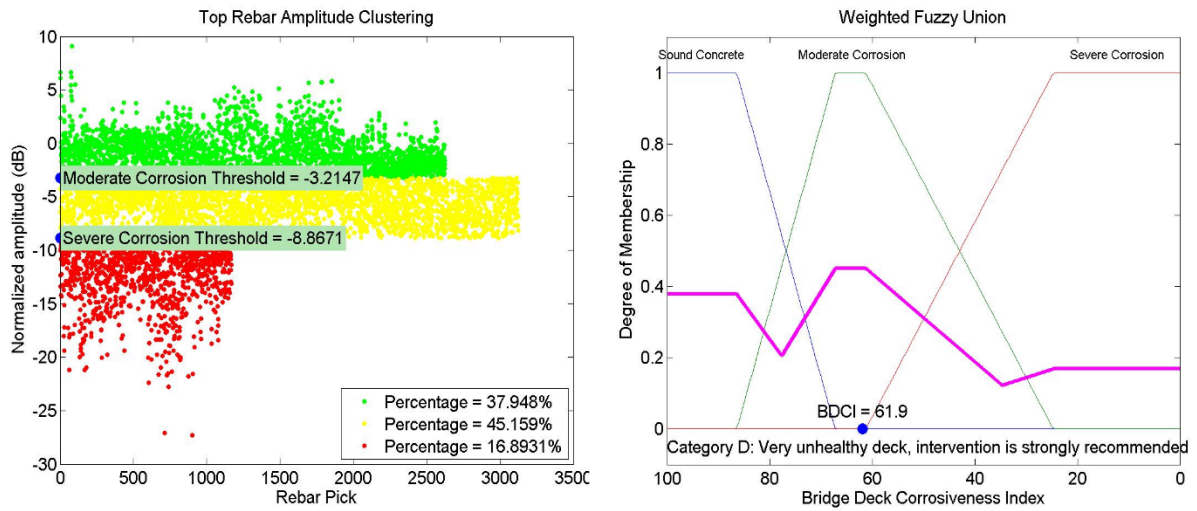 Top Rebar Amplitude Clustering
Normalized amplitude (dB)
10
5
0
-5
-10
-15
-20
-25
-30
Moderate Corrosion Threshold = -3.2147
Severe Corrosion Threshold = -8.8671
Percentage = 37.948%
Percentage = 45.159%
Percentage = 16.8931%
0 500 1000 1500 2000 2500 3000 3500
Rebar Pick
Weighted Fuzzy Union
Sound Concrete Moderate Corrosion Severe Corrosion
Degree of Membership
1
0.8
0.6
0.4
0.2
0
BDCI = 61.9
Category D: Very unhealthy deck, intervention is strongly recommended
100 80 60 40 20 0
Bridge Deck Corrosiveness Index